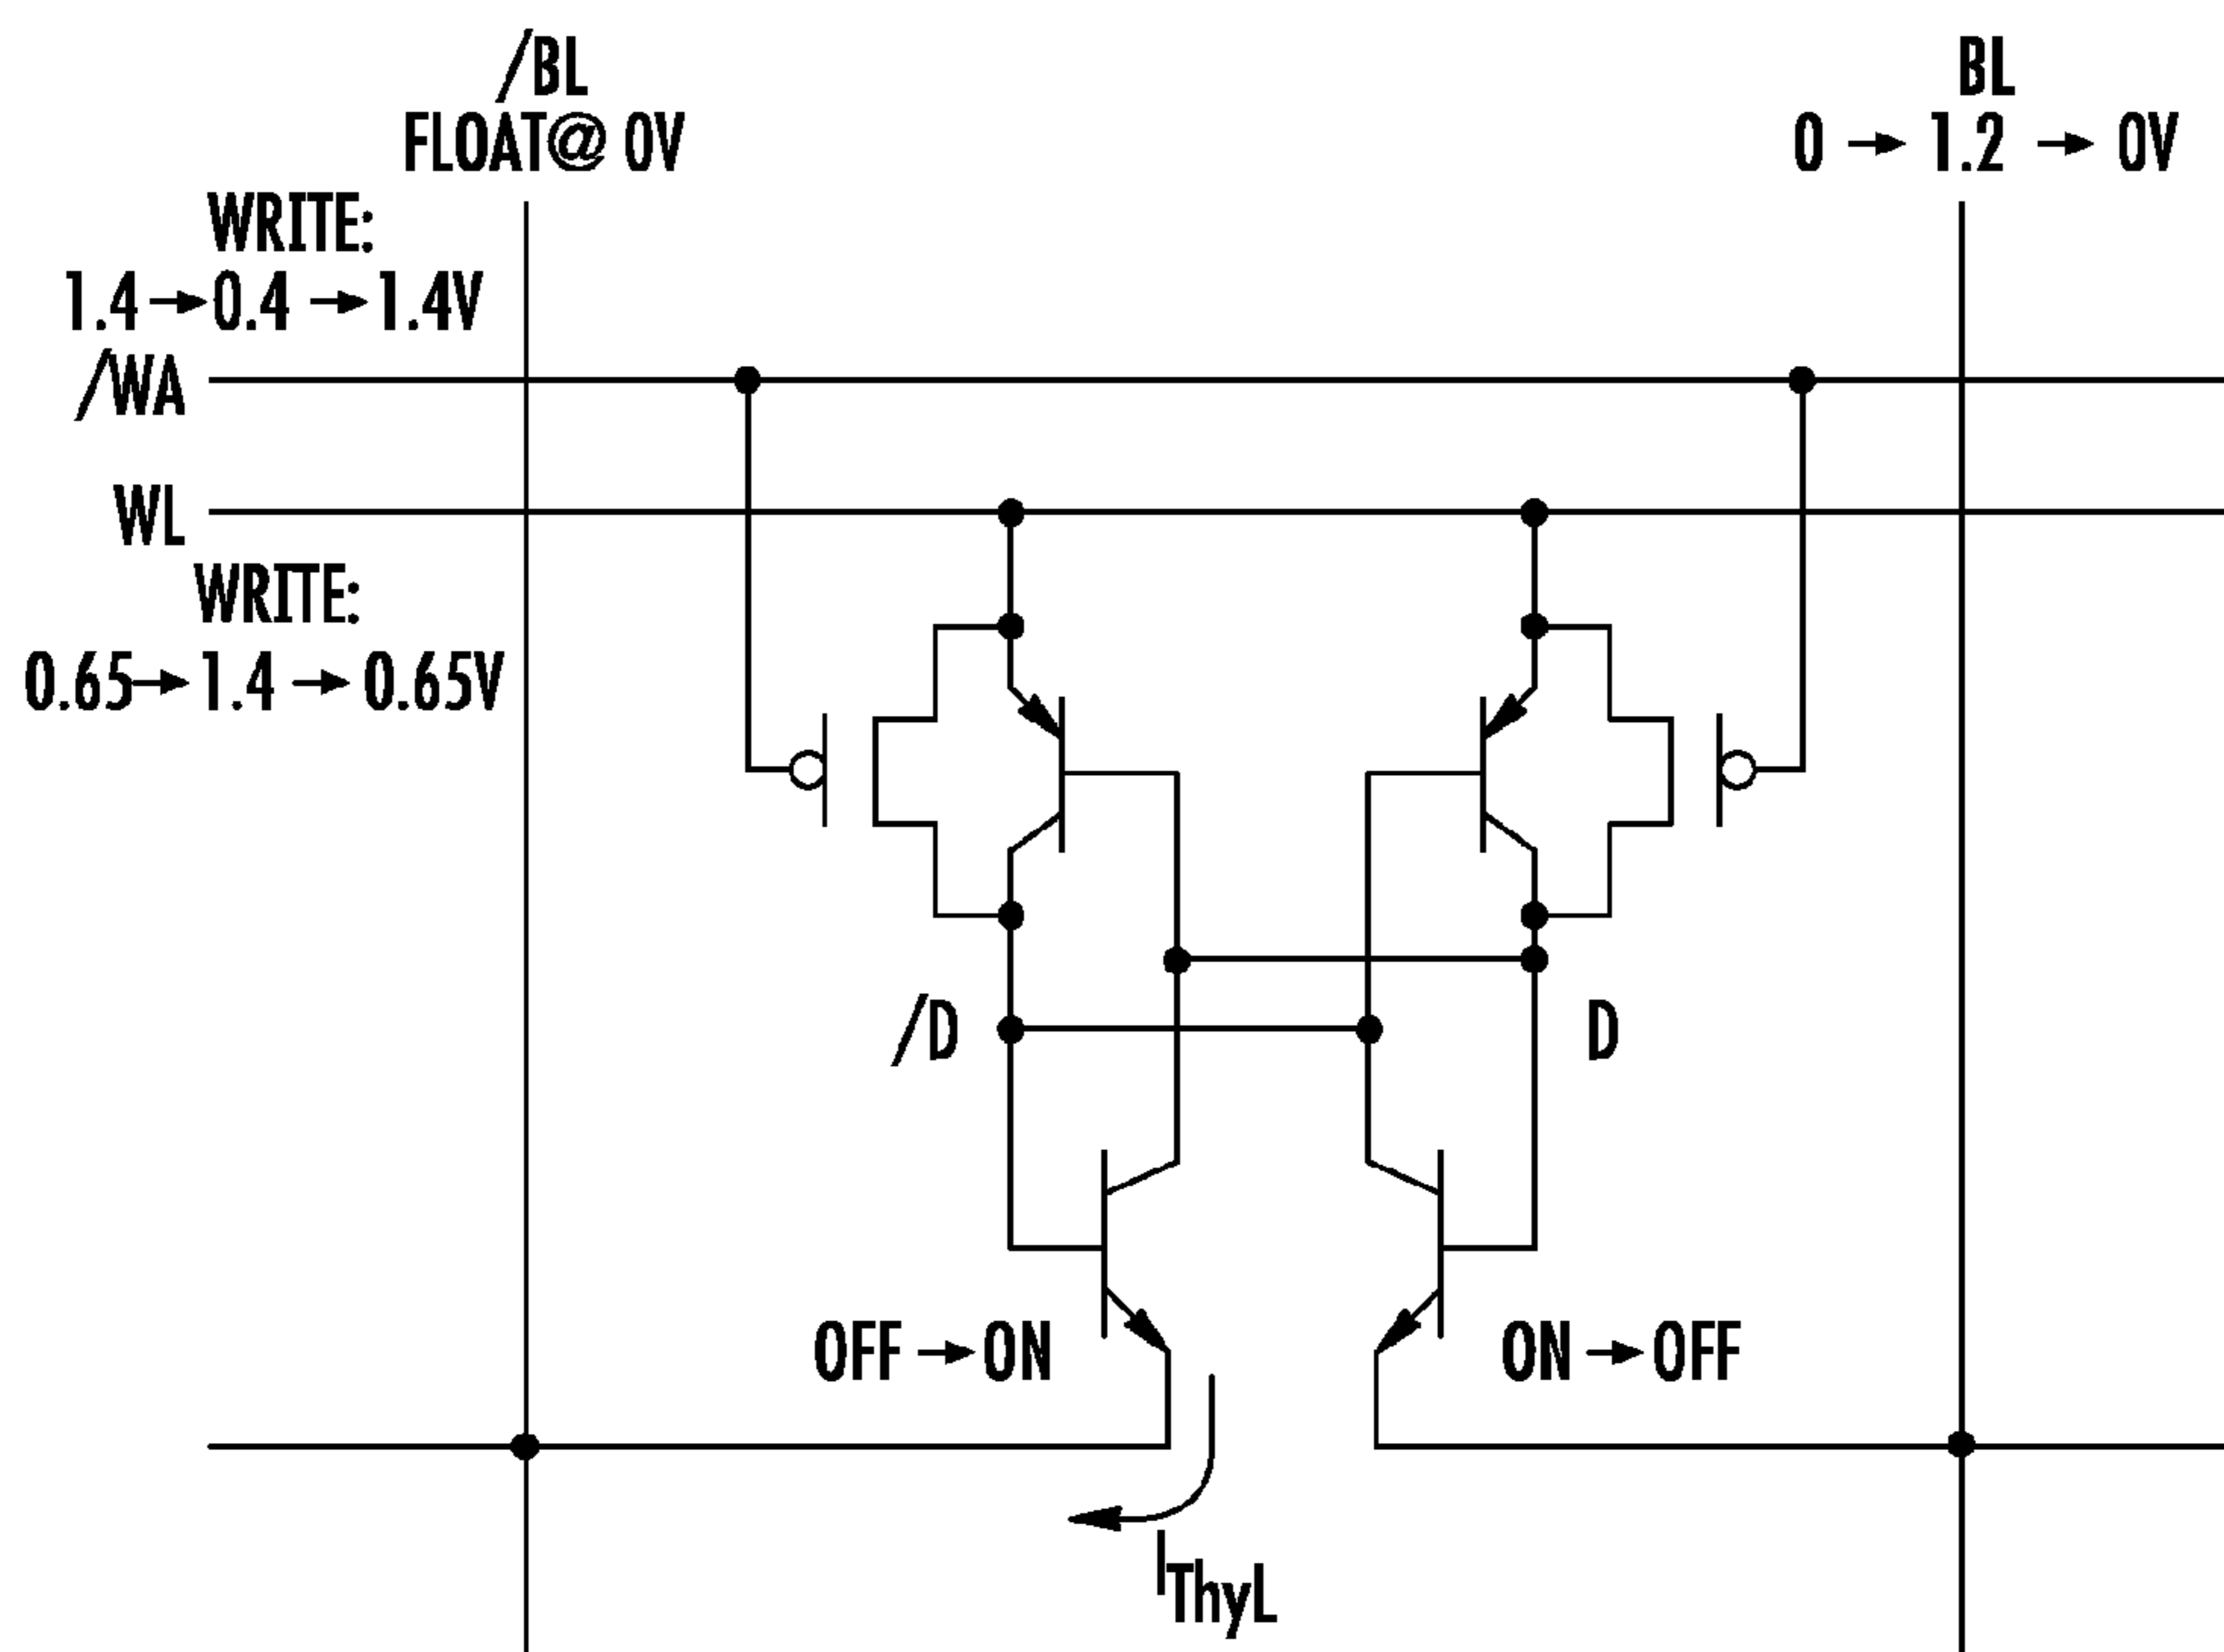 /BL
FLOAT@ 0V
BL
0 → 1.2 → 0V
WRITE:
1.4→0.4→1.4V
/WA
WL
WRITE:
0.65→1.4→0.65V
/D
D
OFF→ON
ON→OFF
IThyL